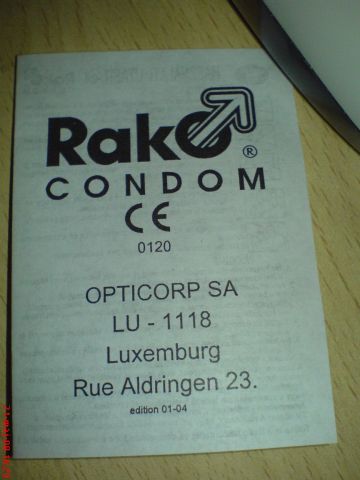 Rako®
CONDOM
CE
0120
OPTICORP SA
LU - 1118
Luxemburg
Rue Aldringen 23.
edition 01-04